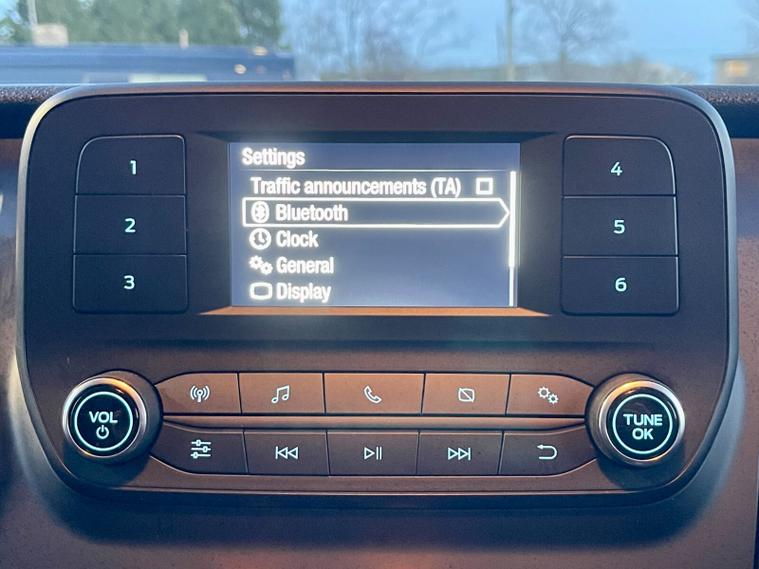 Settings
Traffic announcements (TA)
Bluetooth
Clock
General
Display
1
2
3
4
5
6
VOL
TUNE
OK